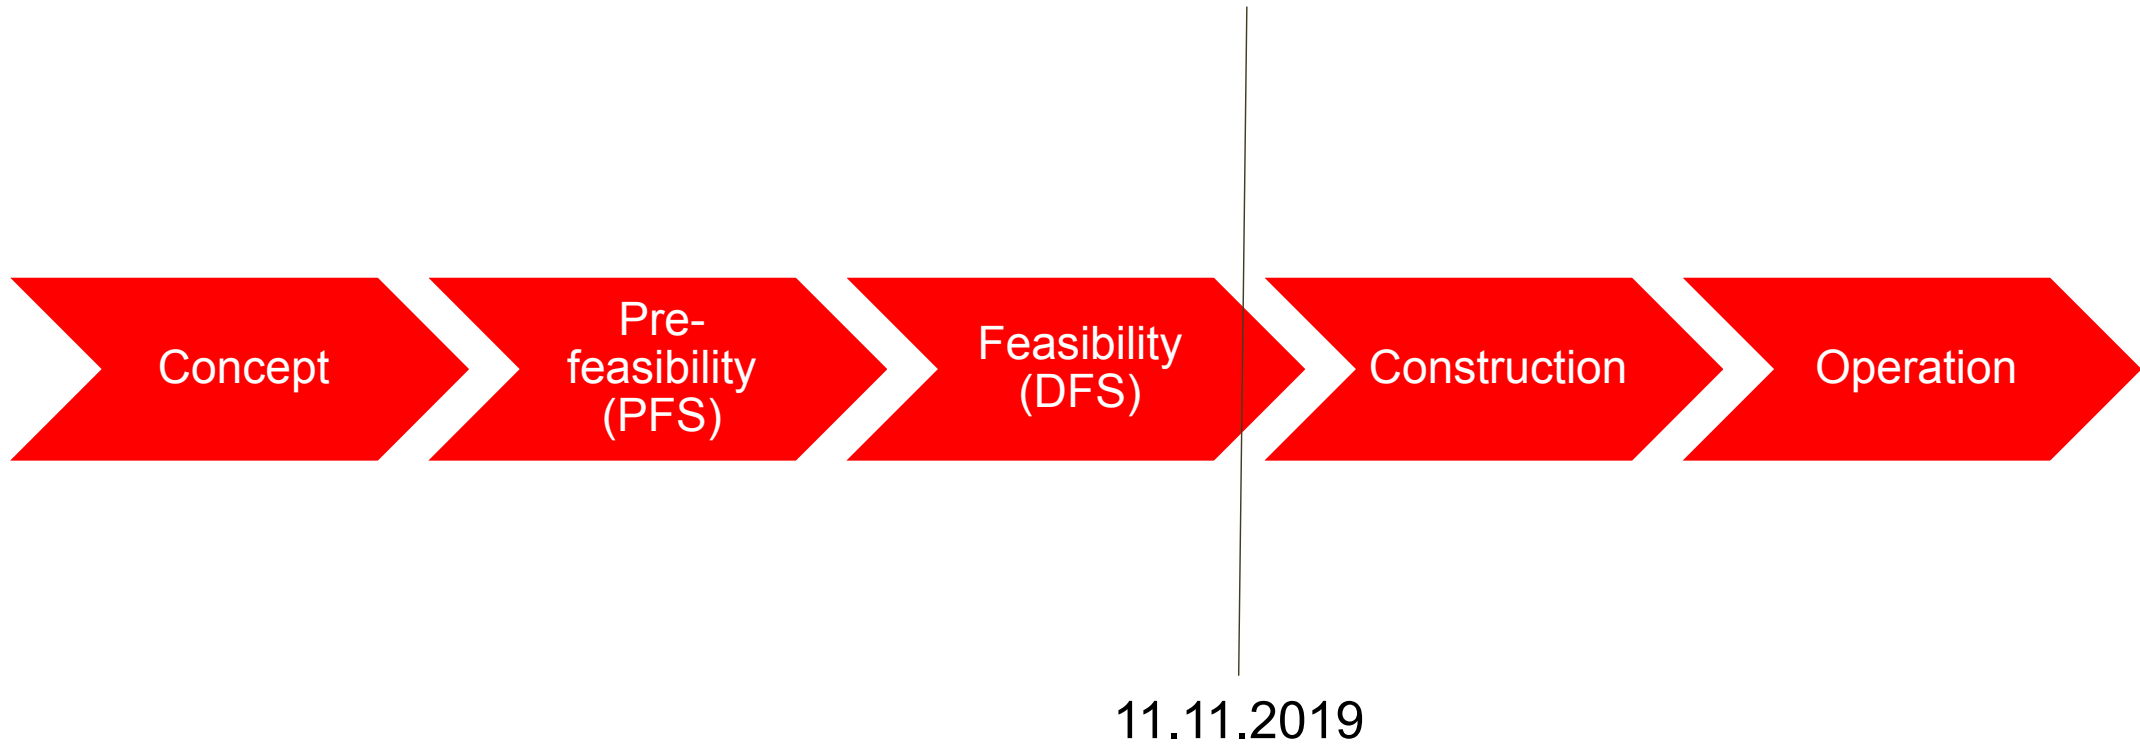 Concept
Pre-
feasibility
(PFS)
Feasibility
(DFS)
Construction
Operation
11.11.2019